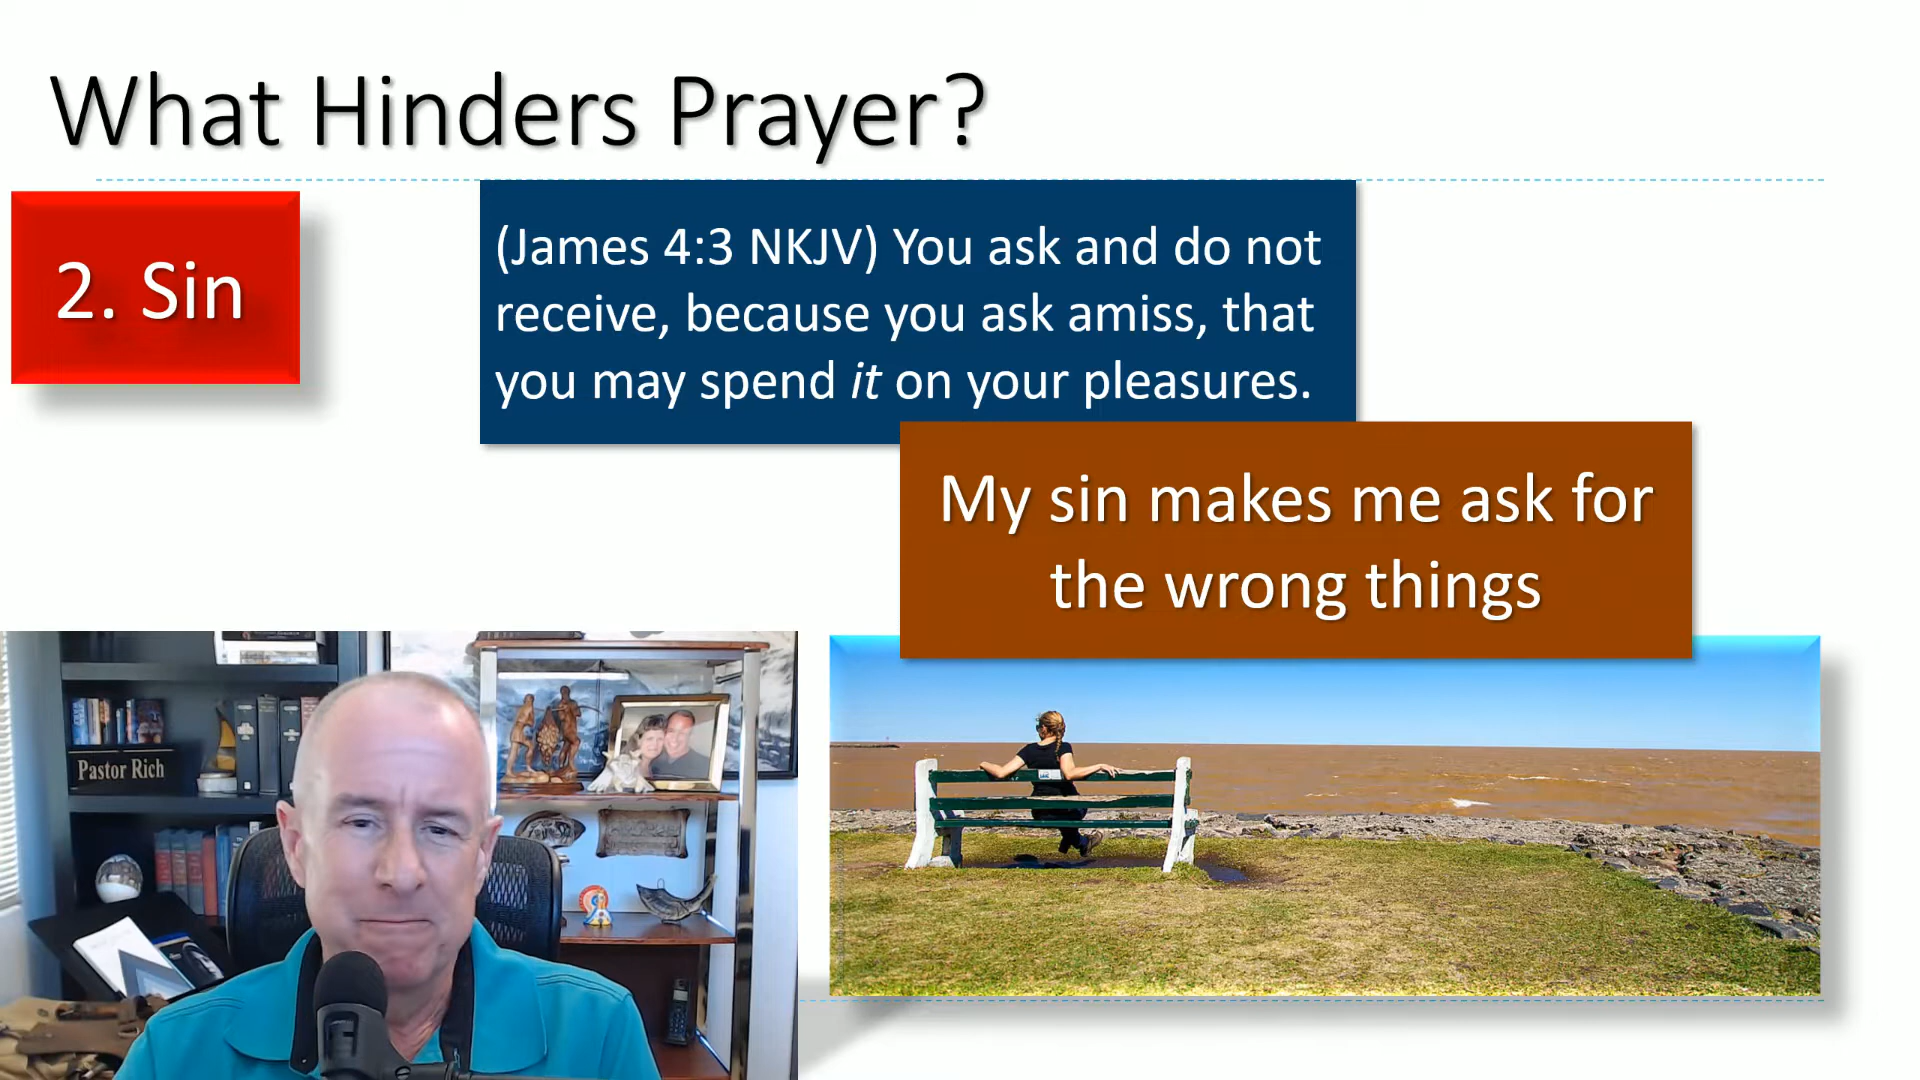 What Hinders Prayer?
2. Sin
(James 4:3 NKJV) You ask and do not
receive, because you ask amiss, that
you may spend it on your pleasures.
My sin makes me ask for
the wrong things
Pastor Rich